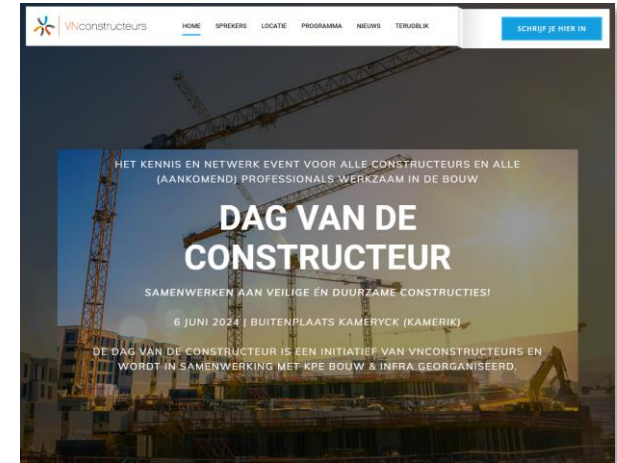 VNconstructeurs
HOME SPREKERS LOCATIE PROGRAMMA NIEUWS TERUGBLIK
SCHRIJF JE HIER IN
HET KENNIS EN NETWERK EVENT VOOR ALLE CONSTRUCTEURS EN ALLE
(AANKOMEND) PROFESSIONALS WERKZAAM IN DE BOUW
DAG VAN DE
CONSTRUCTEUR
SAMENWERKEN AAN VEILIGE ÉN DUURZAME CONSTRUCTIES!
6 JUNI 2024 | BUITENPLAATS KAMERYCK (KAMERIK)
DE DAG VAN DE CONSTRUCTEUR IS EEN INITIATIEF VAN VNCONSTRUCTEURS EN
WORDT IN SAMENWERKING MET KPE BOUW & INFRA GEORGANISEERD.